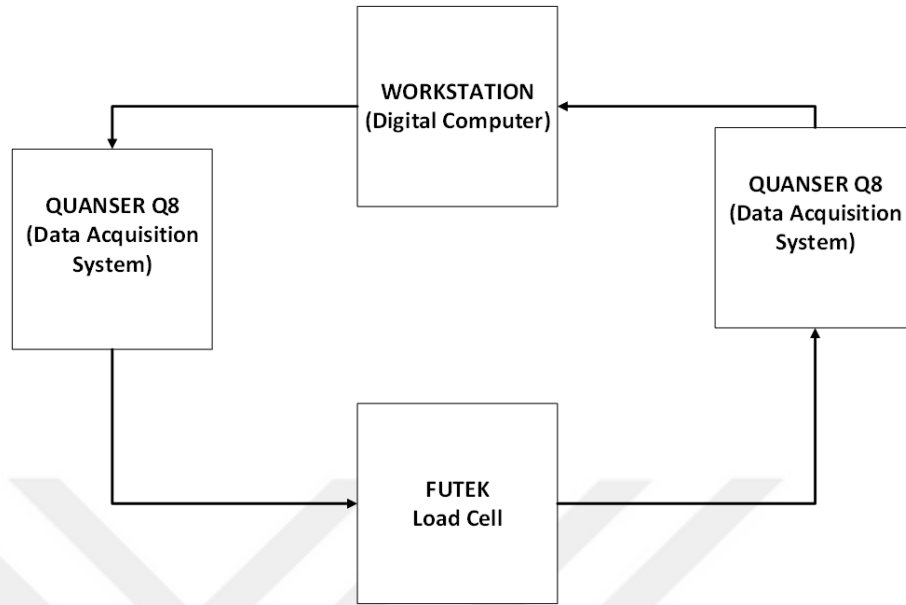 WORKSTATION
(Digital Computer)
QUANSER Q8
(Data Acquisition
System)
QUANSER Q8
(Data Acquisition
System)
FUTEK
Load Cell